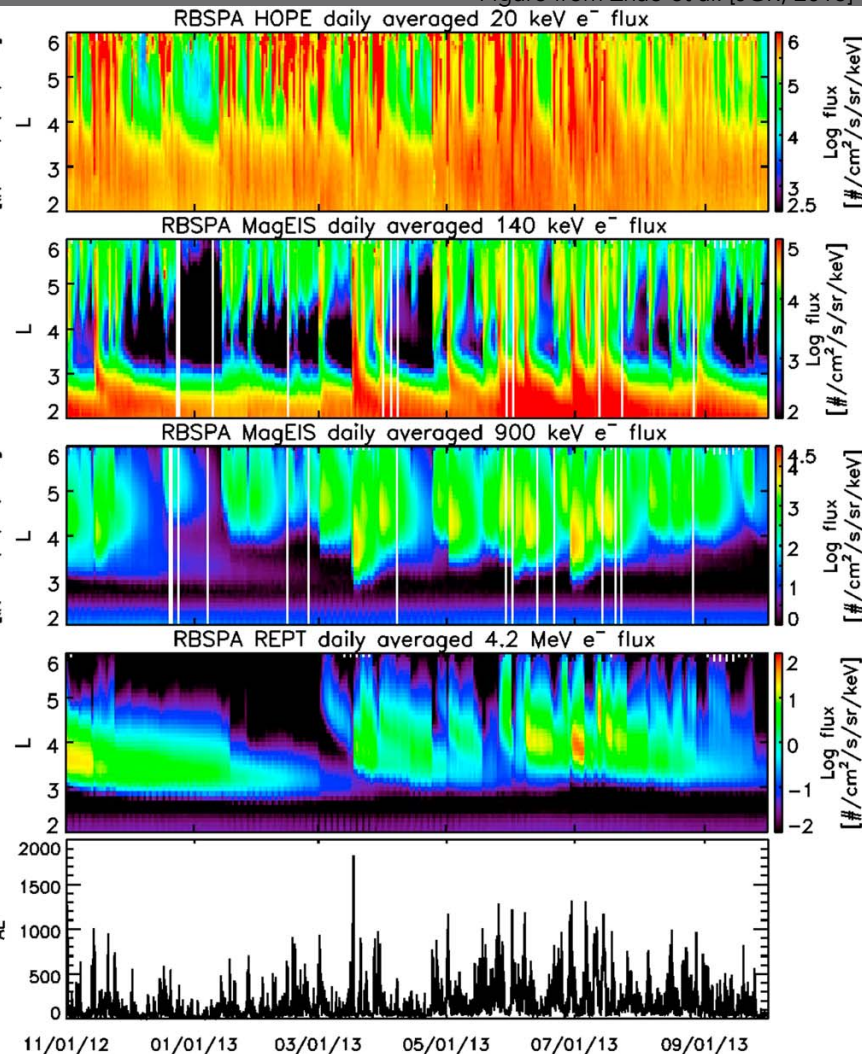 RBSPA HOPE daily averaged 20 keV e⁻ flux
6
5
4
3
2
L
6
5
4
3
2.5
Log flux
[#/cm²/s/sr/keV]
RBSPA MagEIS daily averaged 140 keV e⁻ flux
6
5
4
3
2
L
5
4
3
2
Log flux
[#/cm²/s/sr/keV]
RBSPA MagEIS daily averaged 900 keV e⁻ flux
6
5
4
3
2
L
4.5
4
3
2
1
0
Log flux
[#/cm²/s/sr/keV]
RBSPA REPT daily averaged 4.2 MeV e⁻ flux
6
5
4
3
2
L
2
1
0
−1
−2
Log flux
[#/cm²/s/sr/keV]
2000
1500
1000
500
0
11/01/12 01/01/13 03/01/13 05/01/13 07/01/13 09/01/13